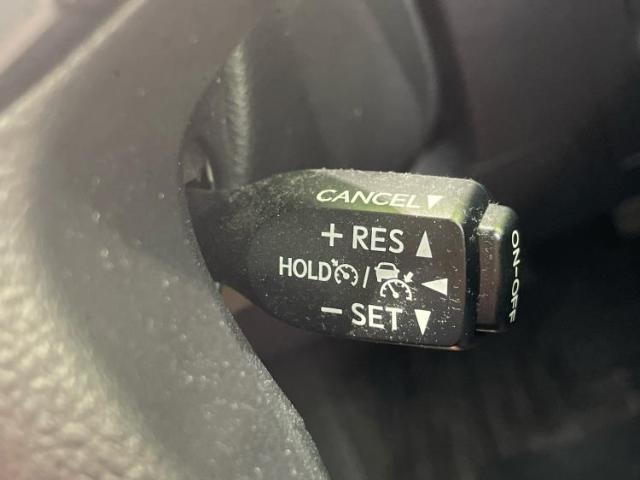 CANCEL ▼
+ RES ▲
HOLD / ◀
− SET ▼
ON-OFF